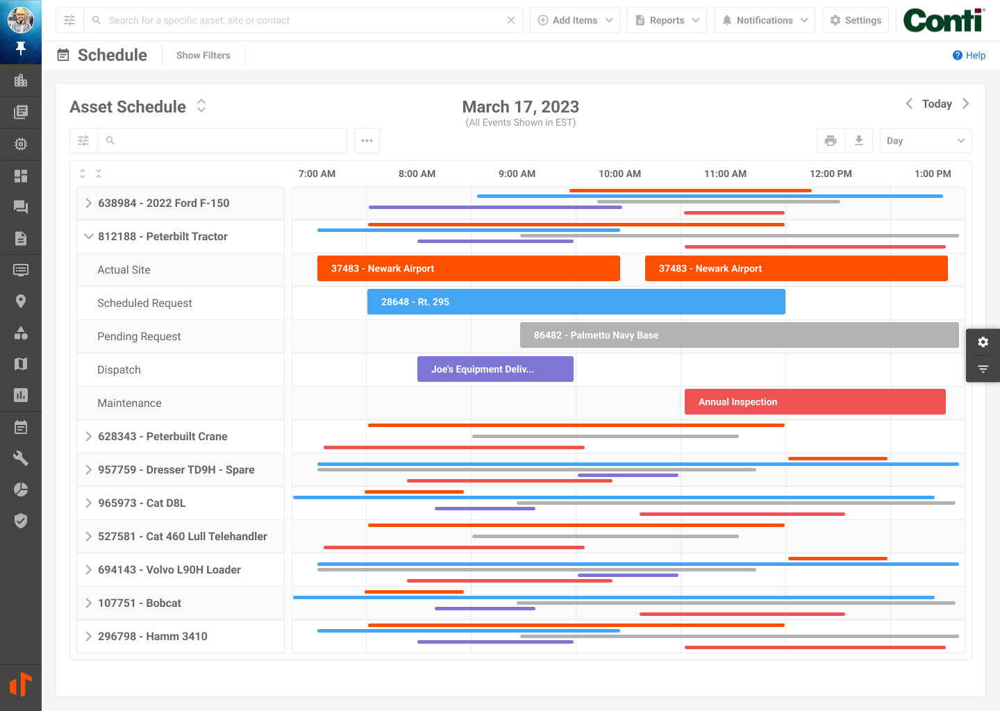 Search for a specific asset, site or contact
Add Items
Reports
Notifications
Settings
Conti®
Schedule
Show Filters
Help
Asset Schedule
March 17, 2023
(All Events Shown in EST)
Today
Day
7:00 AM 8:00 AM 9:00 AM 10:00 AM 11:00 AM 12:00 PM 1:00 PM
638984 - 2022 Ford F-150
812188 - Peterbilt Tractor
Actual Site
37483 - Newark Airport
37483 - Newark Airport
Scheduled Request
28648 - Rt. 295
Pending Request
86482 - Palmetto Navy Base
Dispatch
Joe's Equipment Deliv...
Maintenance
Annual Inspection
628343 - Peterbuilt Crane
957759 - Dresser TD9H - Spare
965973 - Cat D8L
527581 - Cat 460 Lull Telehandler
694143 - Volvo L90H Loader
107751 - Bobcat
296798 - Hamm 3410